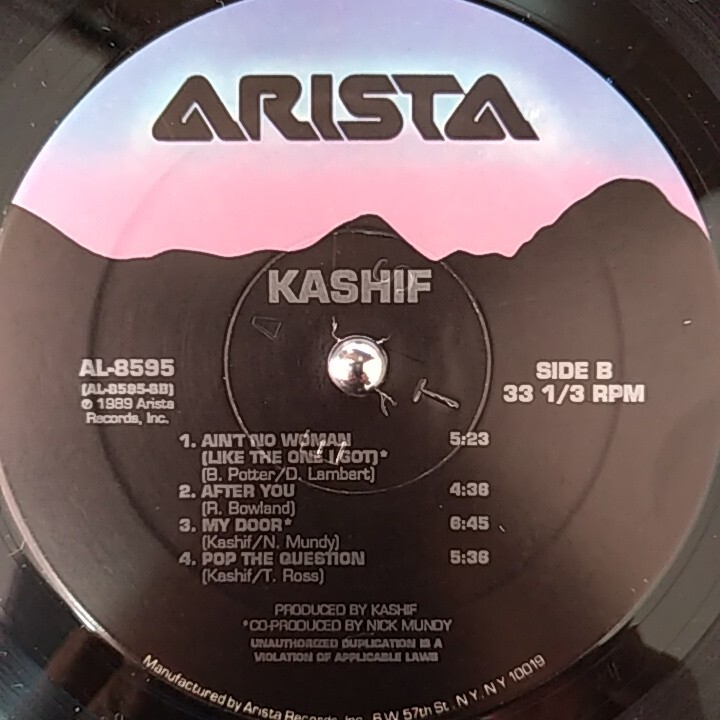 ARISTA
KASHIF
AL-8595
(AL-8595-SB)
℗ 1989 Arista
Records, Inc.
SIDE B
33 1/3 RPM
1. AIN'T NO WOMAN 5:23
(LIKE THE ONE I GOT)*
(B. Potter/D. Lambert)
2. AFTER YOU 4:36
(R. Bowland)
3. MY DOOR* 6:45
(Kashif/N. Mundy)
4. POP THE QUESTION 5:36
(Kashif/T. Ross)
PRODUCED BY KASHIF
*CO-PRODUCED BY NICK MUNDY
UNAUTHORIZED DUPLICATION IS A
VIOLATION OF APPLICABLE LAWS
Manufactured by Arista Records, Inc., 6 W. 57th St., N.Y., N.Y. 10019